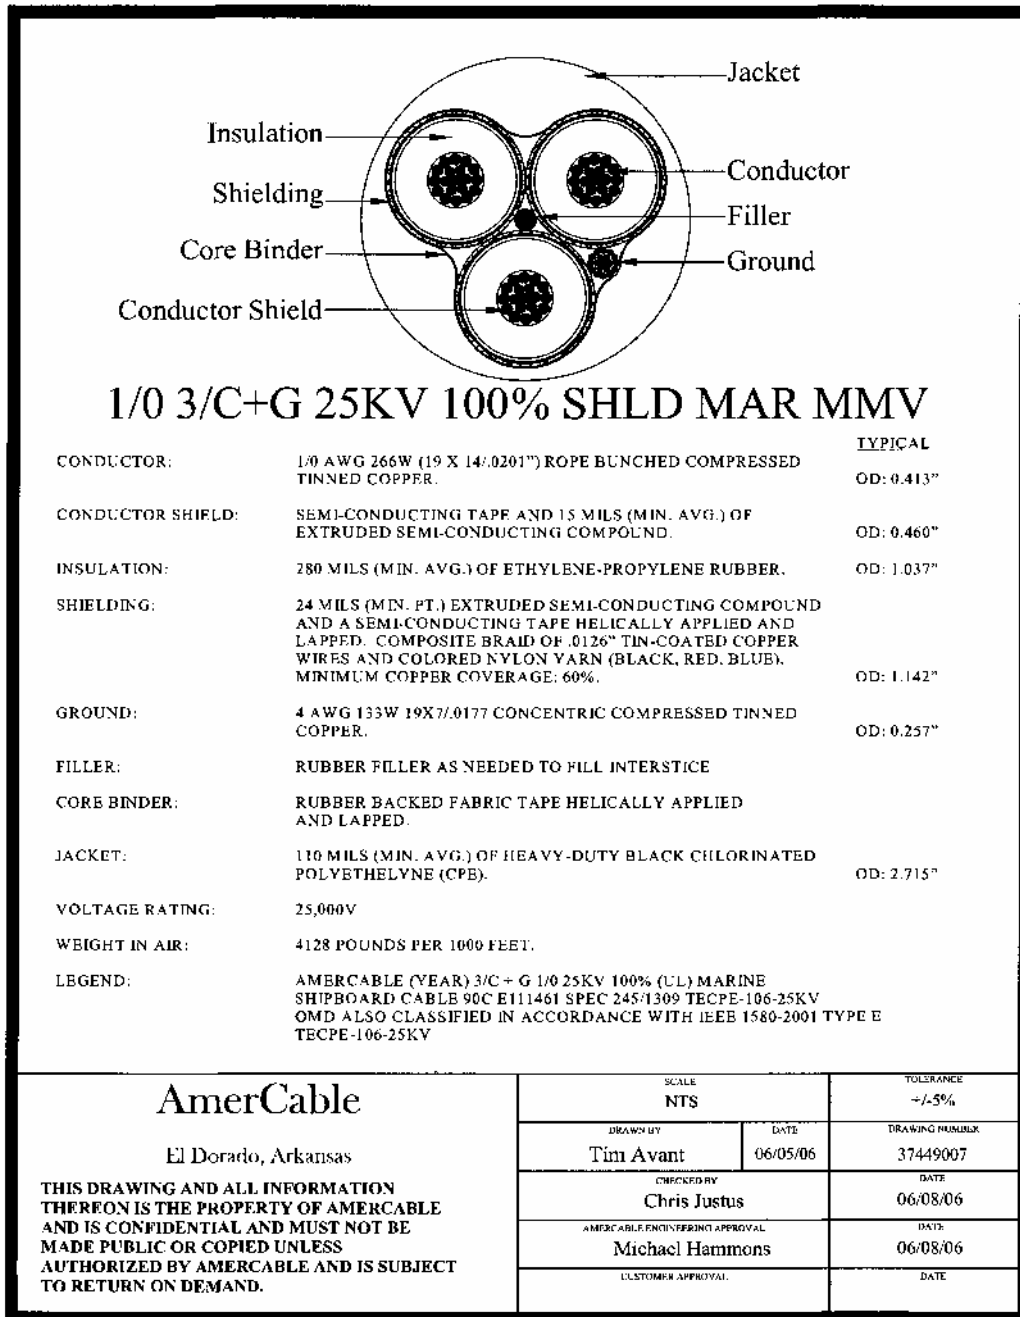 Jacket
Insulation
Conductor
Shielding
Filler
Core Binder
Ground
Conductor Shield
1/0 3/C+G 25KV 100% SHLD MAR MMV
TYPICAL
CONDUCTOR: 1/0 AWG 266W (19 X 14/.0201") ROPE BUNCHED COMPRESSED
TINNED COPPER. OD: 0.413"
CONDUCTOR SHIELD: SEMI-CONDUCTING TAPE AND 15 MILS (MIN. AVG.) OF
EXTRUDED SEMI-CONDUCTING COMPOUND. OD: 0.460"
INSULATION: 280 MILS (MIN. AVG.) OF ETHYLENE-PROPYLENE RUBBER. OD: 1.037"
SHIELDING: 24 MILS (MIN. PT.) EXTRUDED SEMI-CONDUCTING COMPOUND
AND A SEMI-CONDUCTING TAPE HELICALLY APPLIED AND
LAPPED. COMPOSITE BRAID OF .0126" TIN-COATED COPPER
WIRES AND COLORED NYLON YARN (BLACK, RED, BLUE).
MINIMUM COPPER COVERAGE: 60%. OD: 1.142"
GROUND: 4 AWG 133W 19X7/.0177 CONCENTRIC COMPRESSED TINNED
COPPER. OD: 0.257"
FILLER: RUBBER FILLER AS NEEDED TO FILL INTERSTICE
CORE BINDER: RUBBER BACKED FABRIC TAPE HELICALLY APPLIED
AND LAPPED.
JACKET: 110 MILS (MIN. AVG.) OF HEAVY-DUTY BLACK CHLORINATED
POLYETHELYNE (CPE). OD: 2.715"
VOLTAGE RATING: 25,000V
WEIGHT IN AIR: 4128 POUNDS PER 1000 FEET.
LEGEND: AMERCABLE (YEAR) 3/C + G 1/0 25KV 100% (UL) MARINE
SHIPBOARD CABLE 90C E111461 SPEC 245/1309 TECPE-106-25KV
OMD ALSO CLASSIFIED IN ACCORDANCE WITH IEEE 1580-2001 TYPE E
TECPE-106-25KV
AmerCable
El Dorado, Arkansas
THIS DRAWING AND ALL INFORMATION
THEREON IS THE PROPERTY OF AMERCABLE
AND IS CONFIDENTIAL AND MUST NOT BE
MADE PUBLIC OR COPIED UNLESS
AUTHORIZED BY AMERCABLE AND IS SUBJECT
TO RETURN ON DEMAND.
SCALE
NTS
TOLERANCE
+/-5%
DRAWN BY
Tim Avant
DATE
06/05/06
DRAWING NUMBER
37449007
CHECKED BY
Chris Justus
DATE
06/08/06
AMERCABLE ENGINEERING APPROVAL
Michael Hammons
DATE
06/08/06
CUSTOMER APPROVAL
DATE